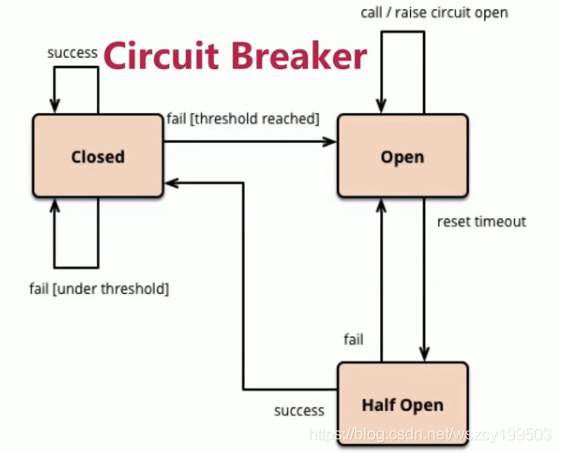 call / raise circuit open
success
Circuit Breaker
fail [threshold reached]
Closed
Open
reset timeout
fail [under threshold]
fail
Half Open
success
https://blog.csdn.net/wszcy199503